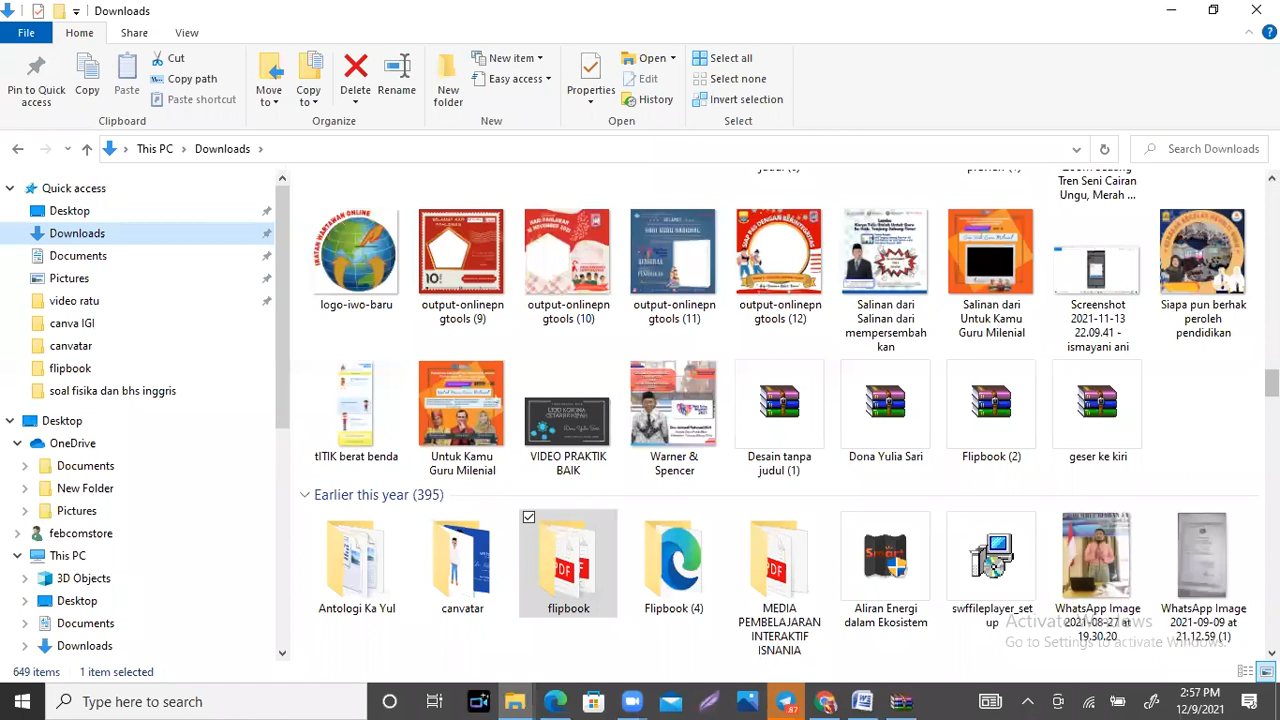 Downloads
File
Home
Share
View
Pin to Quick access
Copy
Paste
Cut
Copy path
Paste shortcut
Clipboard
Move to
Copy to
Delete
Rename
Organize
New folder
New item
Easy access
New
Properties
Open
Edit
History
Open
Select all
Select none
Invert selection
Select
This PC
Downloads
Search Downloads
Quick access
Desktop
Downloads
Documents
Pictures
video ratu
canva IGI
canvatar
flipbook
soal fisika dan bhs inggris
Desktop
OneDrive
Documents
New Folder
Pictures
febcomstore
This PC
3D Objects
Desktop
Documents
Downloads
Tren Seni Cairan
Ungu, Merah ...
logo-iwo-baru
output-onlinepn
gtools (9)
output-onlinepn
gtools (10)
output-onlinepn
gtools (11)
output-onlinepn
gtools (12)
Salinan dari
Salinan dari
mempersembah
kan
Salinan dari
Untuk Kamu
Guru Milenial
Screenshot
2021-11-13
22.09.41 -
ismayani ani
Siapa pun berhak
peroleh
pendidikan
tITIK berat benda
Untuk Kamu
Guru Milenial
VIDEO PRAKTIK
BAIK
Warner &
Spencer
Desain tanpa
judul (1)
Dona Yulia Sari
Flipbook (2)
geser ke kiri
Earlier this year (395)
Antologi Ka Yul
canvatar
PDF
flipbook
Flipbook (4)
PDF
MEDIA
PEMBELAJARAN
INTERAKTIF
ISNANIA
Smart
Aliran Energi
dalam Ekosistem
swffileplayer_set
up
WhatsApp Image
2021-08-27 at
19.30.20
WhatsApp Image
2021-09-09 at
21.12.59 (1)
Activate Windows
Go to Settings to activate Windows.
649 items
1 item selected
Type here to search
87
2:57 PM
12/9/2021